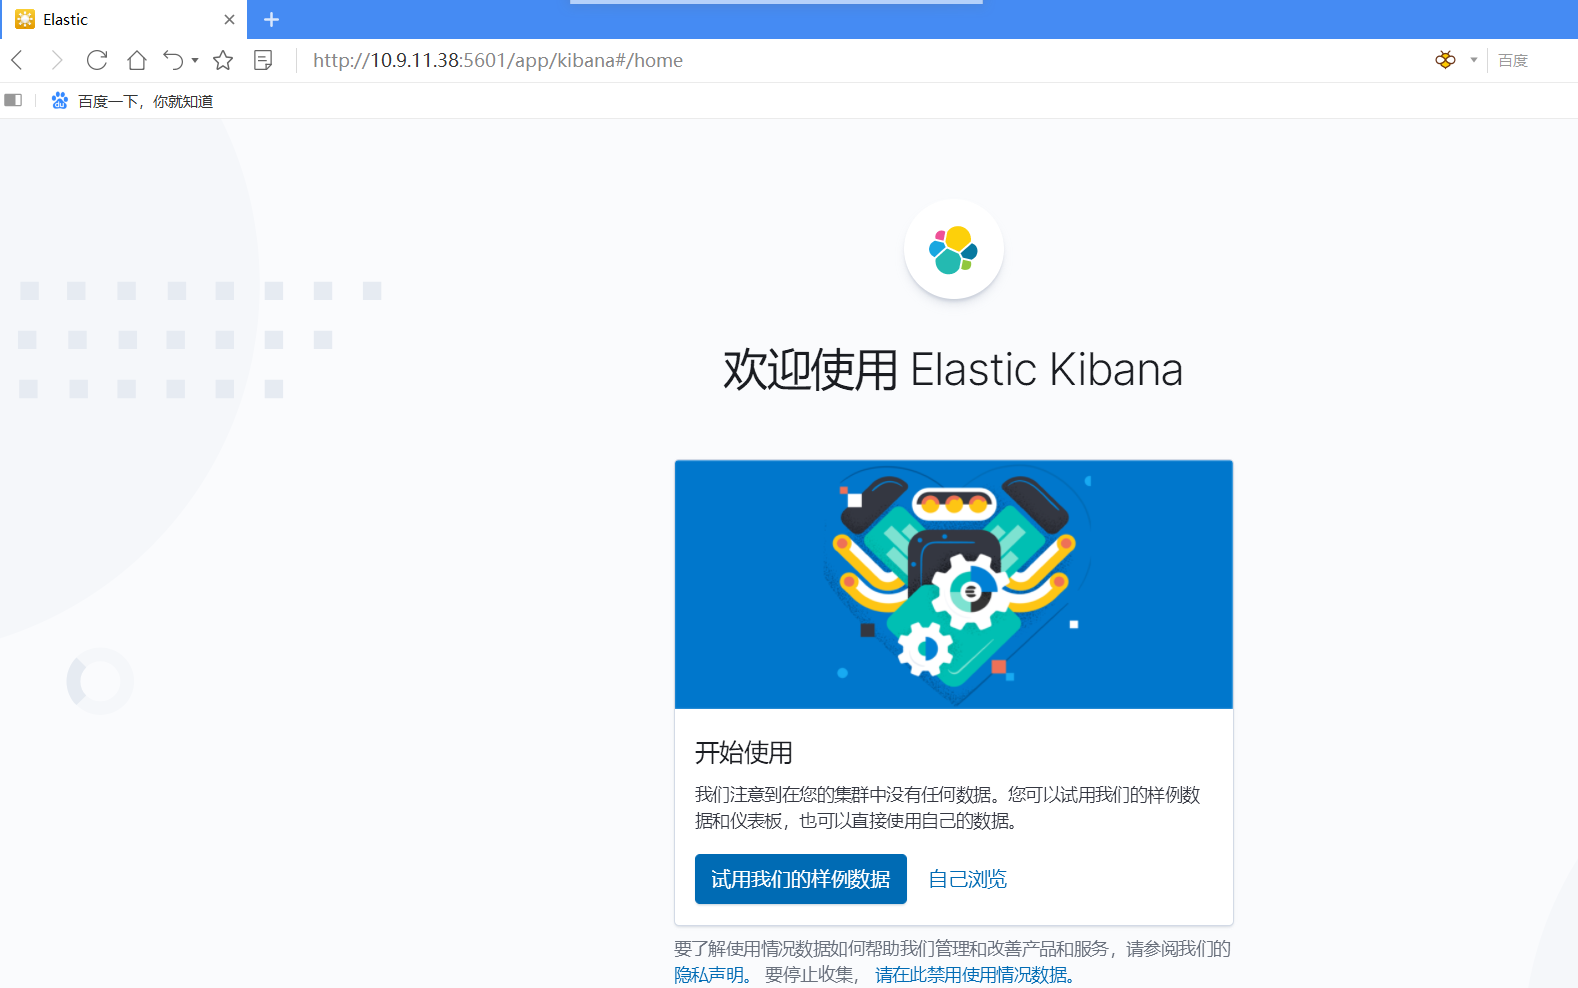 Elastic
http://10.9.11.38:5601/app/kibana#/home
百度
百度一下，你就知道
欢迎使用 Elastic Kibana
开始使用
我们注意到在您的集群中没有任何数据。您可以试用我们的样例数
据和仪表板，也可以直接使用自己的数据。
试用我们的样例数据 自己浏览
要了解使用情况数据如何帮助我们管理和改善产品和服务，请参阅我们的
隐私声明。 要停止收集， 请在此禁用使用情况数据。